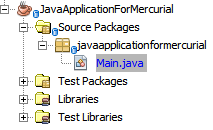 JavaApplicationForMercurial
Source Packages
javaapplicationformercurial
Main.java
Test Packages
Libraries
Test Libraries